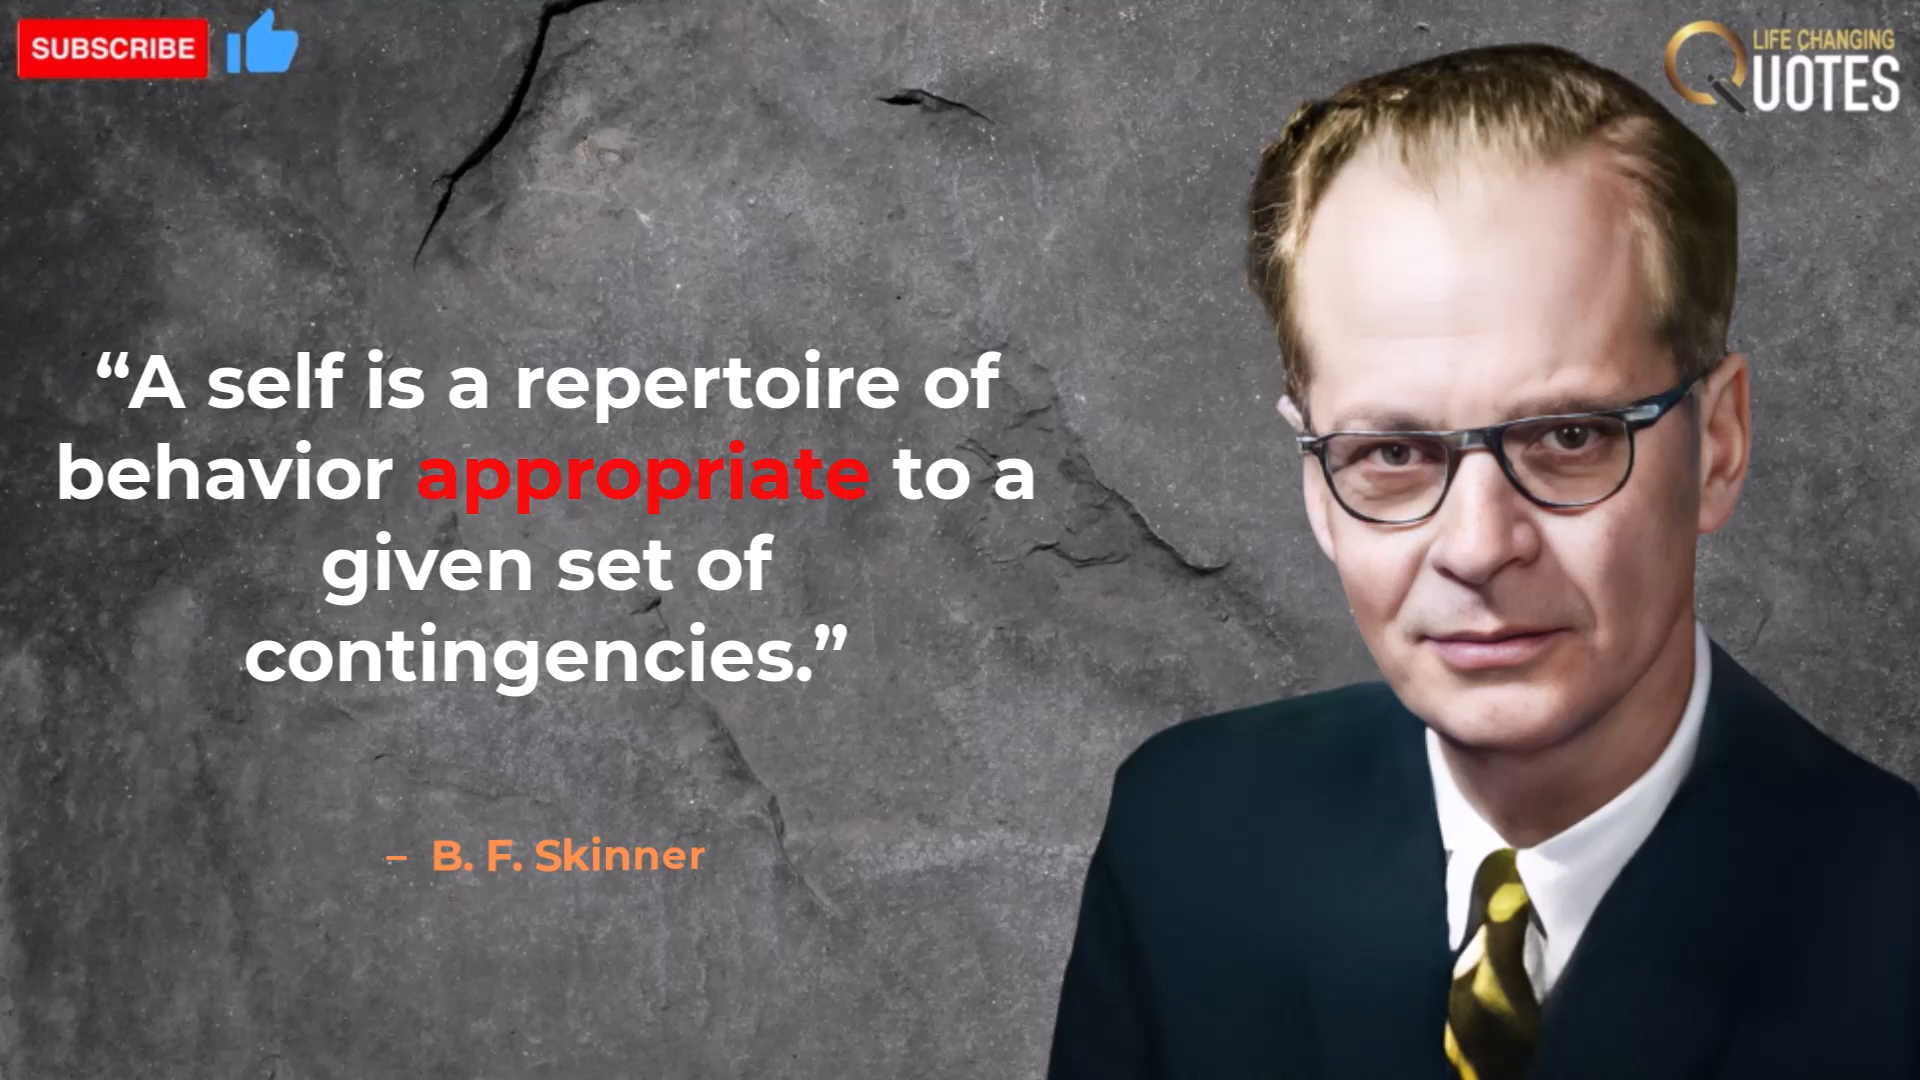 SUBSCRIBE
LIFE CHANGING
QUOTES
“A self is a repertoire of
behavior appropriate to a
given set of
contingencies.”
– B. F. Skinner